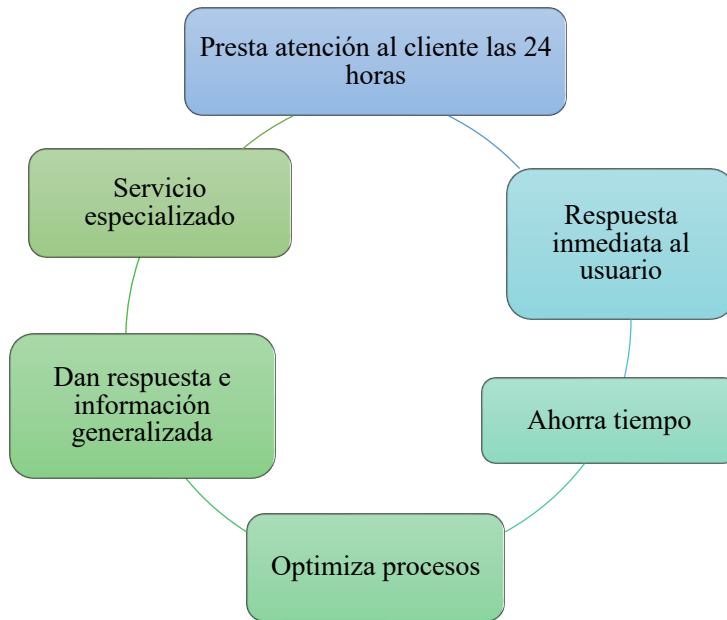 Presta atención al cliente las 24
horas
Respuesta
inmediata al
usuario
Ahorra tiempo
Optimiza procesos
Dan respuesta e
información
generalizada
Servicio
especializado